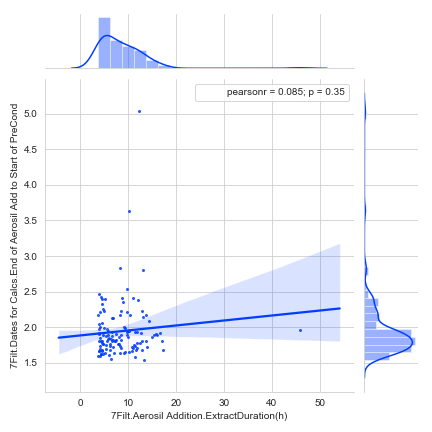 pearsonr = 0.085; p = 0.35
7Filt.Dates for Calcs.End of Aerosil Add to Start of PreCond
5.0
4.5
4.0
3.5
3.0
2.5
2.0
1.5
0 10 20 30 40 50
7Filt.Aerosil Addition.ExtractDuration(h)